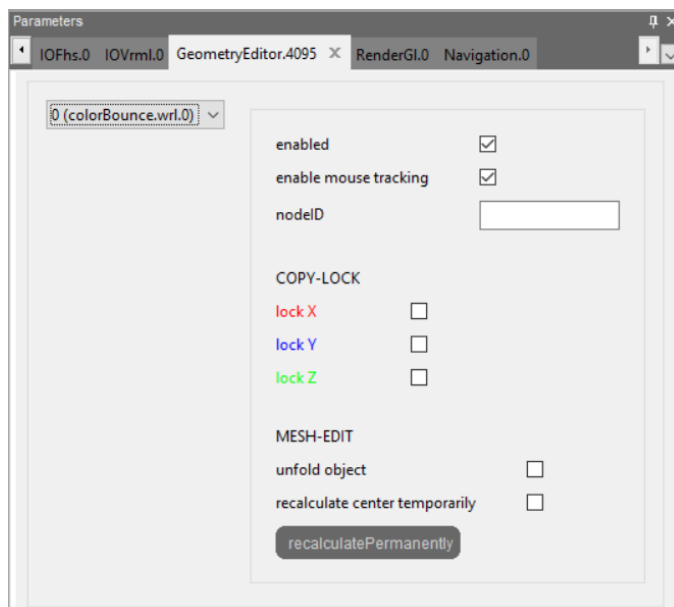 Parameters
IOFhs.0 IOVrml.0 GeometryEditor.4095 RenderGI.0 Navigation.0
0 (colorBounce.wrl.0)
enabled
enable mouse tracking
nodeID
COPY-LOCK
lock X
lock Y
lock Z
MESH-EDIT
unfold object
recalculate center temporarily
recalculatePermanently